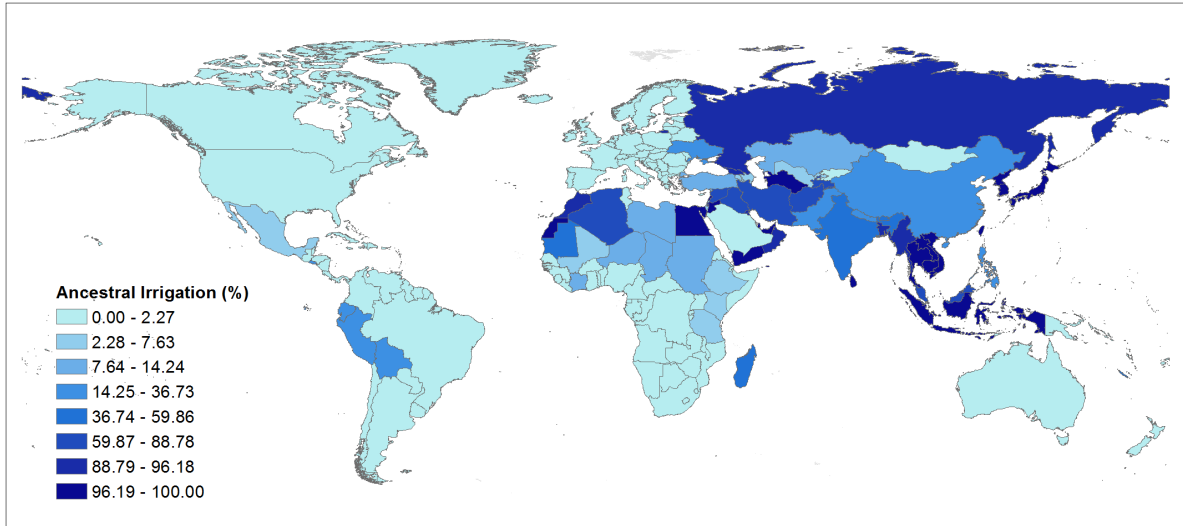 Ancestral Irrigation (%)
0.00 - 2.27
2.28 - 7.63
7.64 - 14.24
14.25 - 36.73
36.74 - 59.86
59.87 - 88.78
88.79 - 96.18
96.19 - 100.00